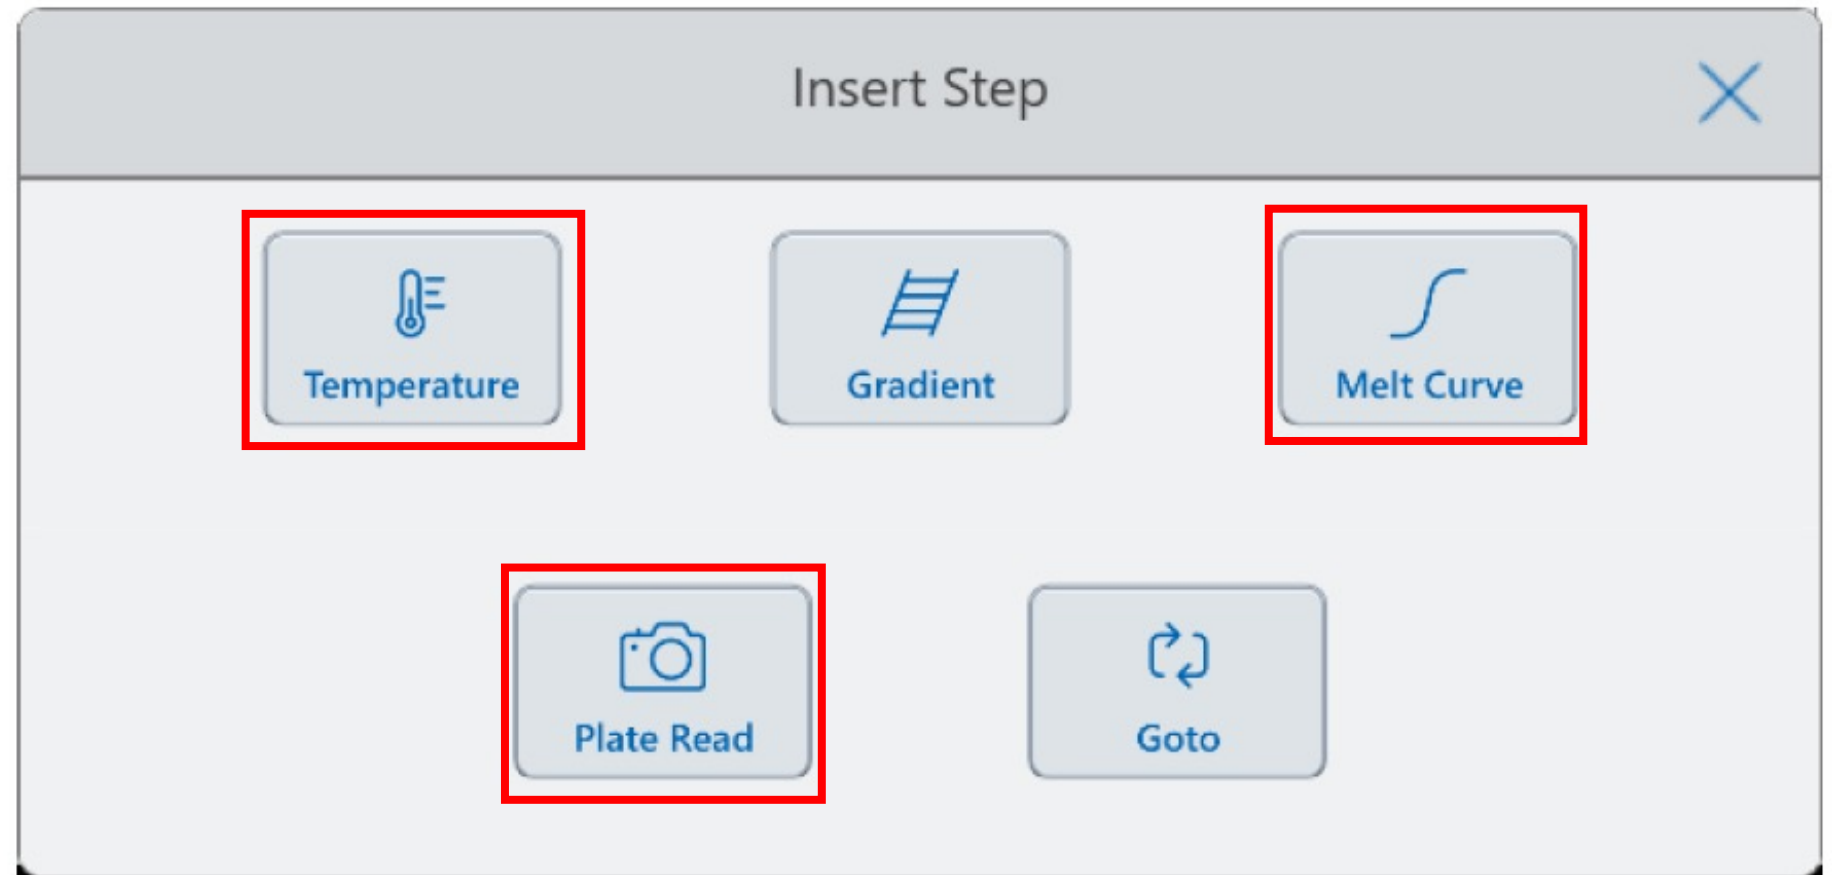 Insert Step
Temperature
Gradient
Melt Curve
Plate Read
Goto